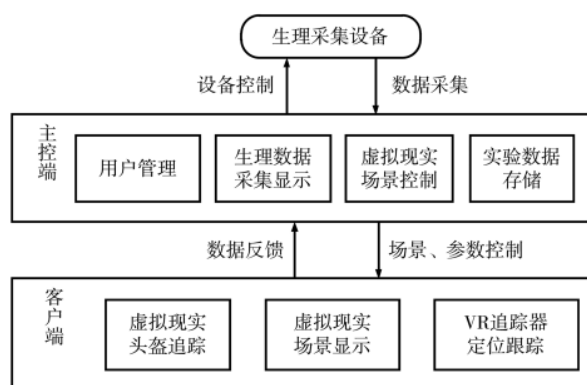 生理采集设备
设备控制
数据采集
主控端
用户管理
生理数据
采集显示
虚拟现实
场景控制
实验数据
存储
数据反馈
场景、参数控制
客户端
虚拟现实
头盔追踪
虚拟现实
场景显示
VR追踪器
定位跟踪